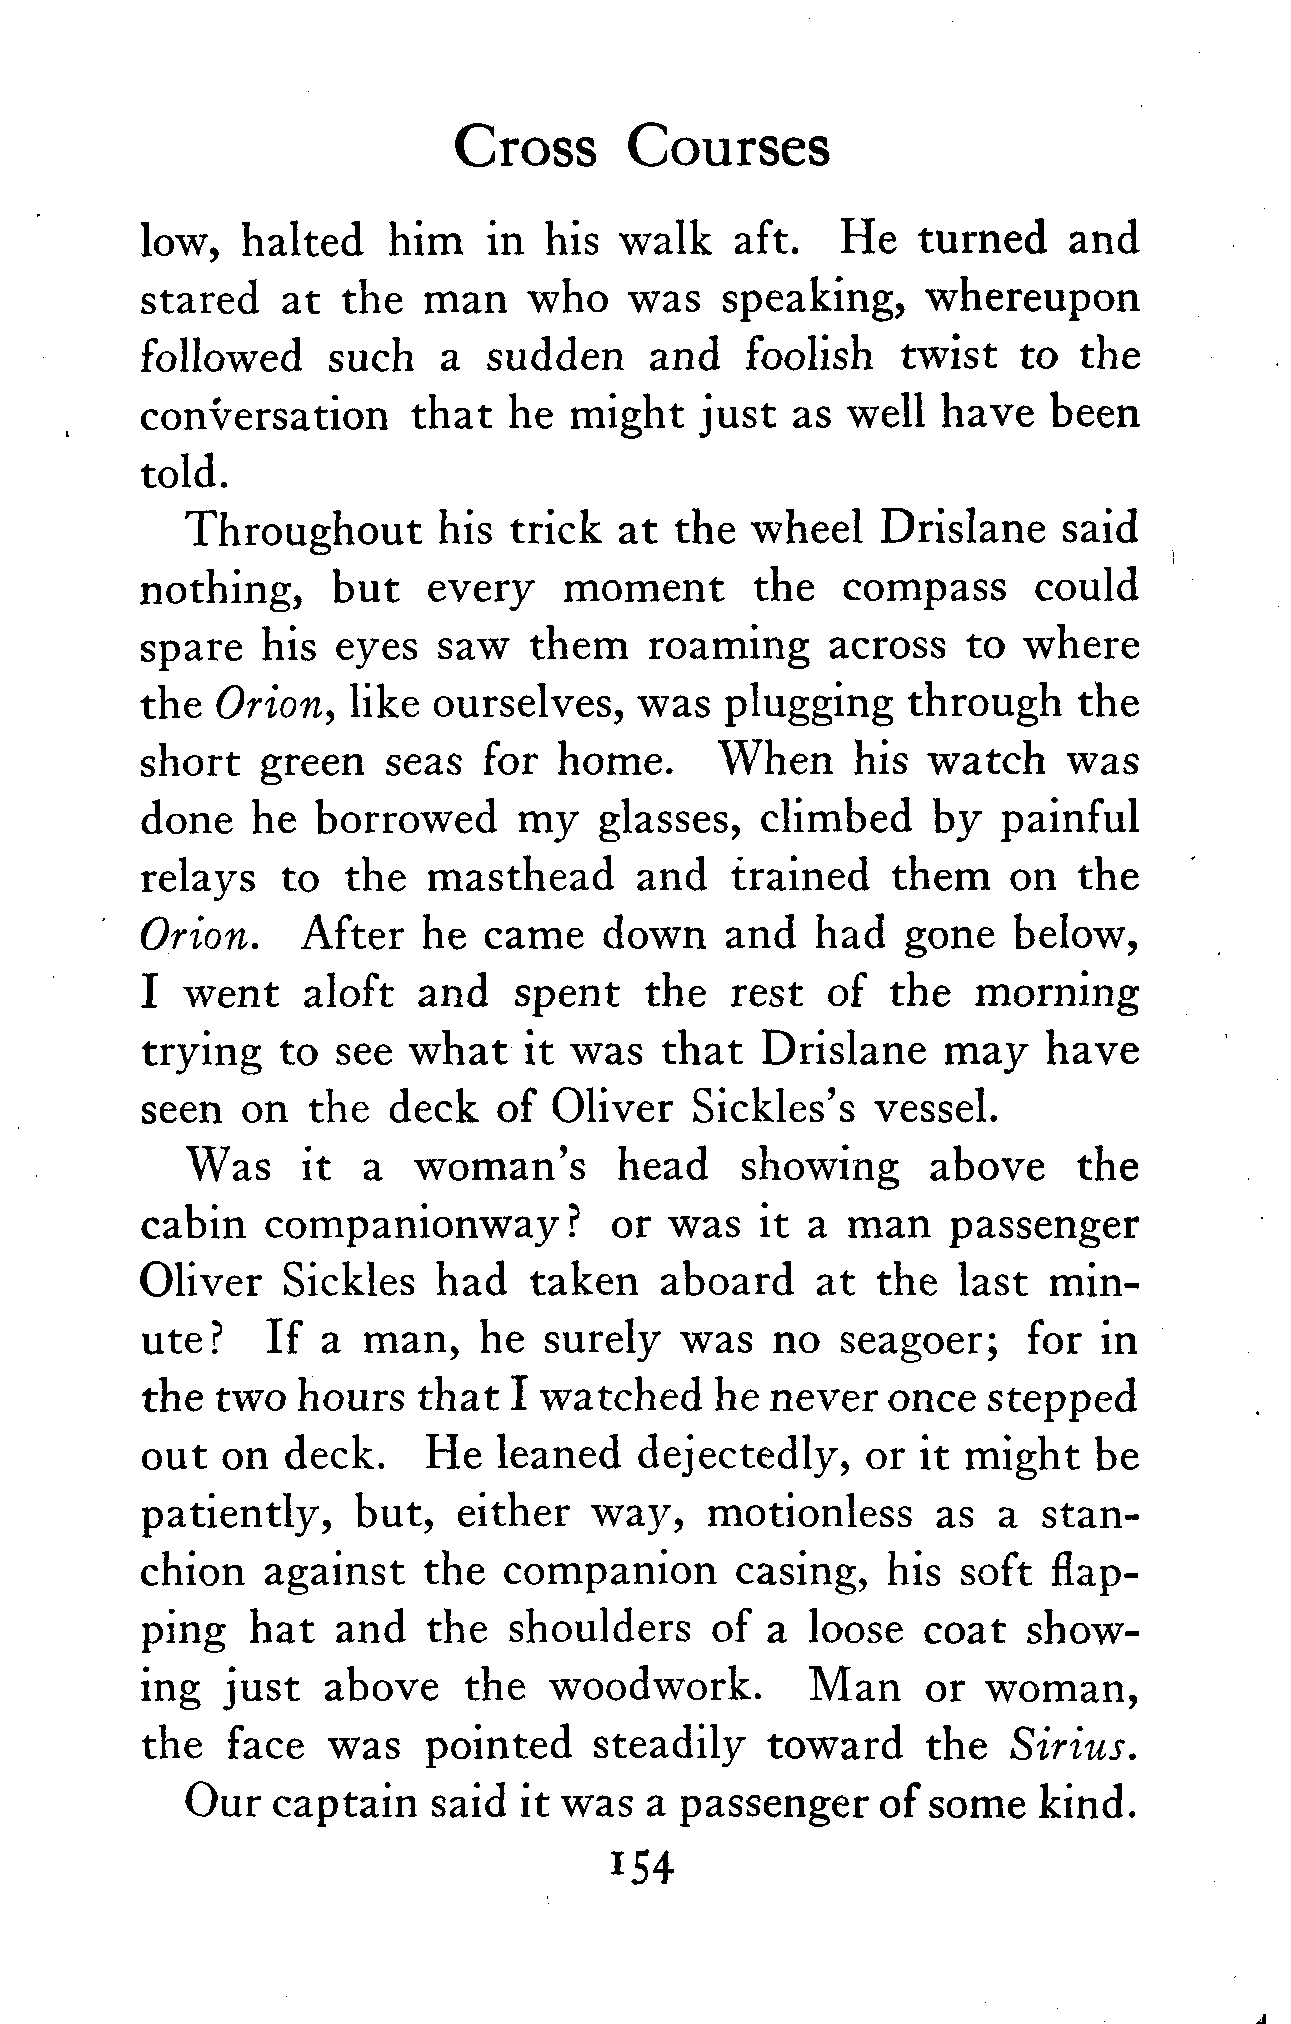 Cross Courses
low, halted him in his walk aft. He turned and
stared at the man who was speaking, whereupon
followed such a sudden and foolish twist to the
conversation that he might just as well have been
told.
Throughout his trick at the wheel Drislane said
nothing, but every moment the compass could
spare his eyes saw them roaming across to where
the Orion, like ourselves, was plugging through the
short green seas for home. When his watch was
done he borrowed my glasses, climbed by painful
relays to the masthead and trained them on the
Orion. After he came down and had gone below,
I went aloft and spent the rest of the morning
trying to see what it was that Drislane may have
seen on the deck of Oliver Sickles's vessel.
Was it a woman's head showing above the
cabin companionway? or was it a man passenger
Oliver Sickles had taken aboard at the last min-
ute? If a man, he surely was no seagoer; for in
the two hours that I watched he never once stepped
out on deck. He leaned dejectedly, or it might be
patiently, but, either way, motionless as a stan-
chion against the companion casing, his soft flap-
ping hat and the shoulders of a loose coat show-
ing just above the woodwork. Man or woman,
the face was pointed steadily toward the Sirius.
Our captain said it was a passenger of some kind.
154